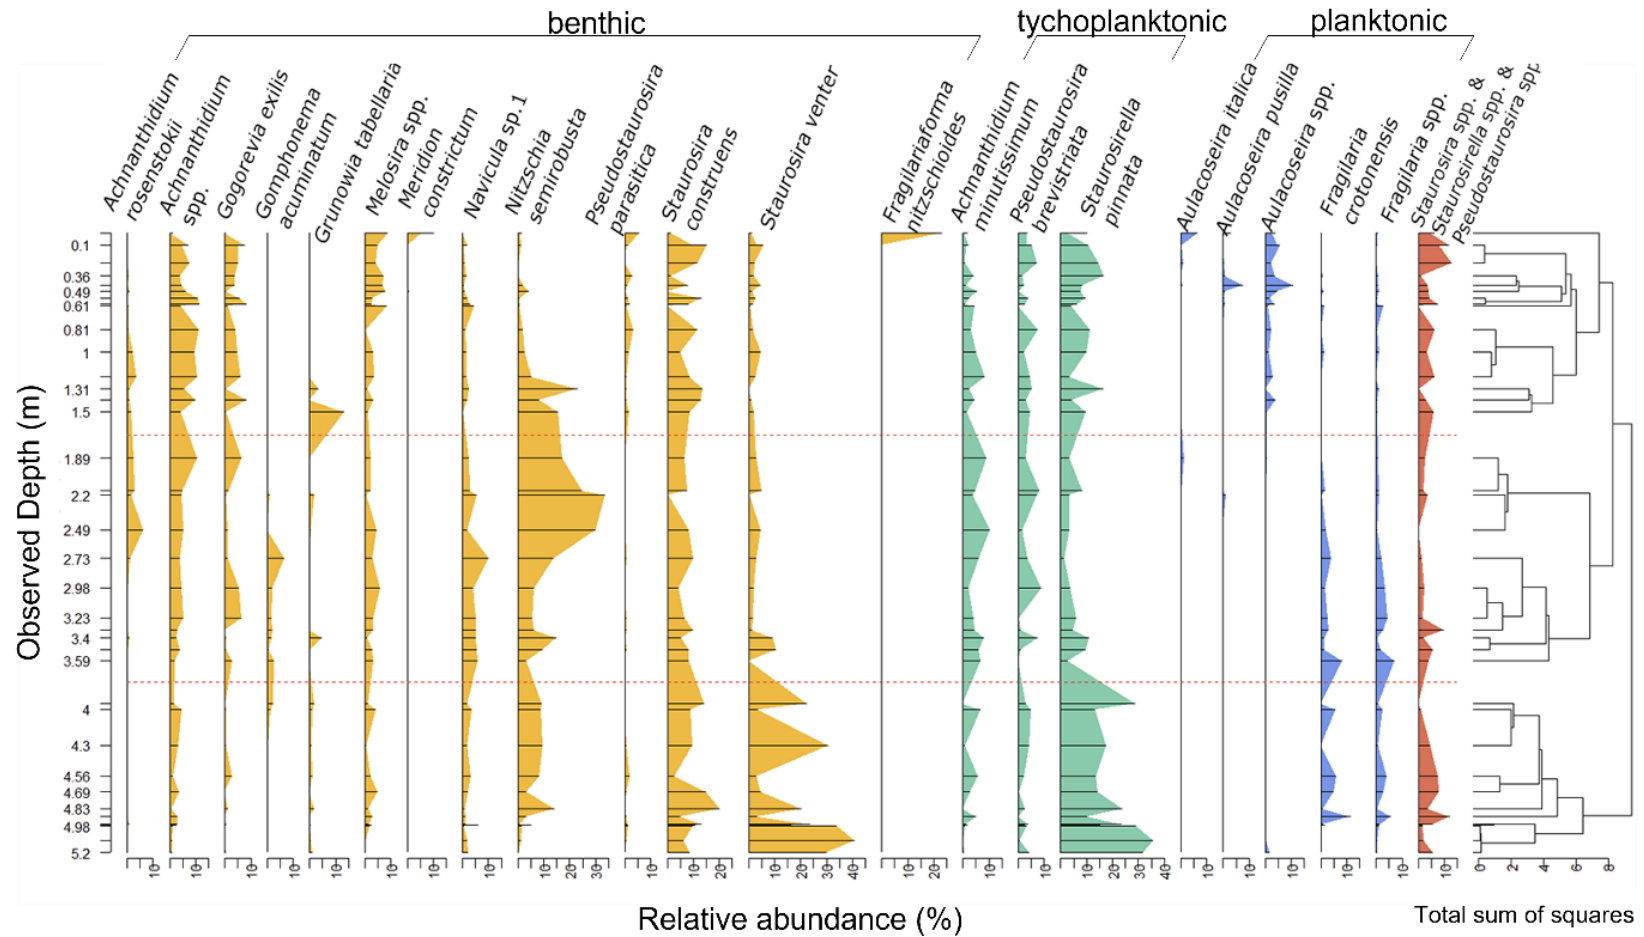 benthic
tychoplanktonic
planktonic
Achnanthidium
rosenstokii
Achnanthidium
spp.
Gogorevia exilis
Gomphonema
acuminatum
Grunowia tabellaria
Melosira spp.
Meridion
constrictum
Navicula sp. 1
Nitzschia
semirobusta
Pseudostaurosira
parasitica
Staurosira
construens
Staurosira venter
Fragilariaforma
nitzschioides
Achnanthidium
minutissimum
Pseudostaurosira
brevistriata
Staurosirella
pinnata
Aulacoseira italica
Aulacoseira pusilla
Aulacoseira spp.
Fragilaria
crotonensis
Fragilaria spp.
Staurosira spp. &
Staurosirella spp. &
Pseudostaurosira spp.
Observed Depth (m)
0.1
0.36
0.49
0.61
0.81
1
1.31
1.5
1.89
2.2
2.49
2.73
2.98
3.23
3.4
3.59
4
4.3
4.56
4.69
4.83
4.98
5.2
10 10 10 10 10 10 10 10 10 20 30 10 10 20 10 20 30 40 10 20 10 10 10 20 30 40 10 10 10 10 10 10 0 2 4 6 8
Relative abundance (%)
Total sum of squares